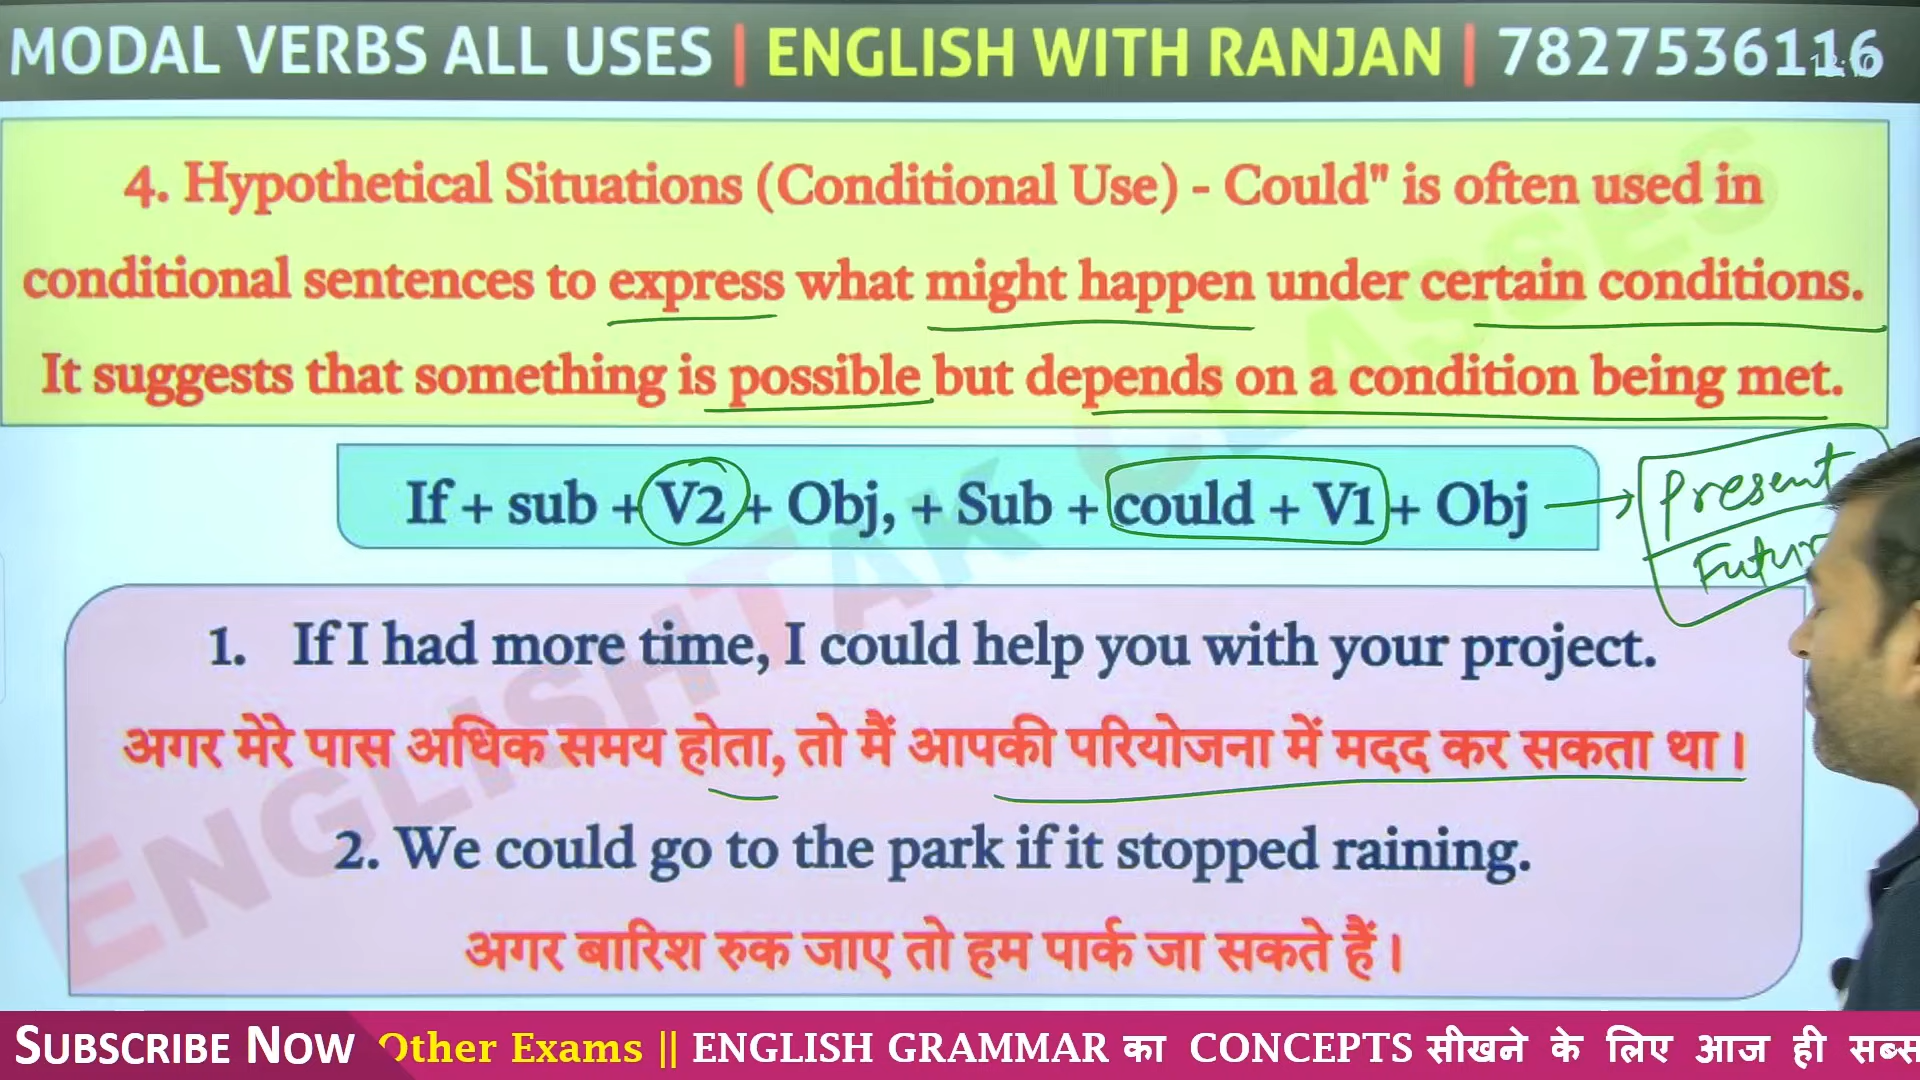 MODAL VERBS ALL USES | ENGLISH WITH RANJAN | 7827536116
4. Hypothetical Situations (Conditional Use) - Could" is often used in
conditional sentences to express what might happen under certain conditions.
It suggests that something is possible but depends on a condition being met.
If + sub + V2 + Obj, + Sub + could + V1 + Obj
Present
1. If I had more time, I could help you with your project.
अगर मेरे पास अधिक समय होता, तो मैं आपकी परियोजना में मदद कर सकता था।
2. We could go to the park if it stopped raining.
अगर बारिश रुक जाए तो हम पार्क जा सकते हैं।
ENGLISH TAK CLASSES
SUBSCRIBE NOW
Other Exams || ENGLISH GRAMMAR का CONCEPTS सीखने के लिए आज ही